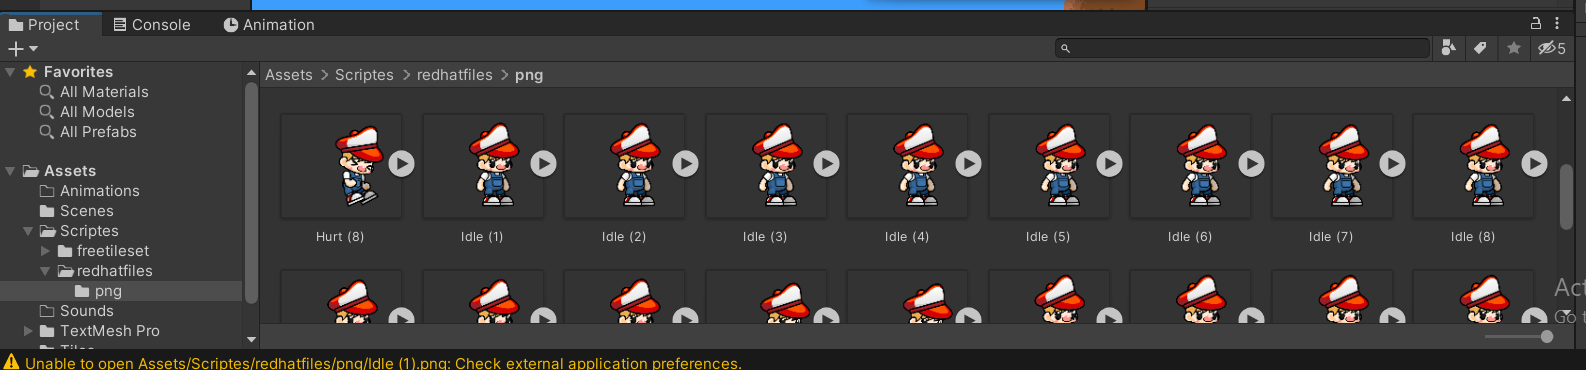 Project Console Animation
5
Favorites
All Materials
All Models
All Prefabs
Assets
Animations
Scenes
Scriptes
freetileset
redhatfiles
png
Sounds
TextMesh Pro
Assets > Scriptes > redhatfiles > png
Hurt (8) Idle (1) Idle (2) Idle (3) Idle (4) Idle (5) Idle (6) Idle (7) Idle (8)
Go t
Unable to open Assets/Scriptes/redhatfiles/png/Idle (1).png: Check external application preferences.